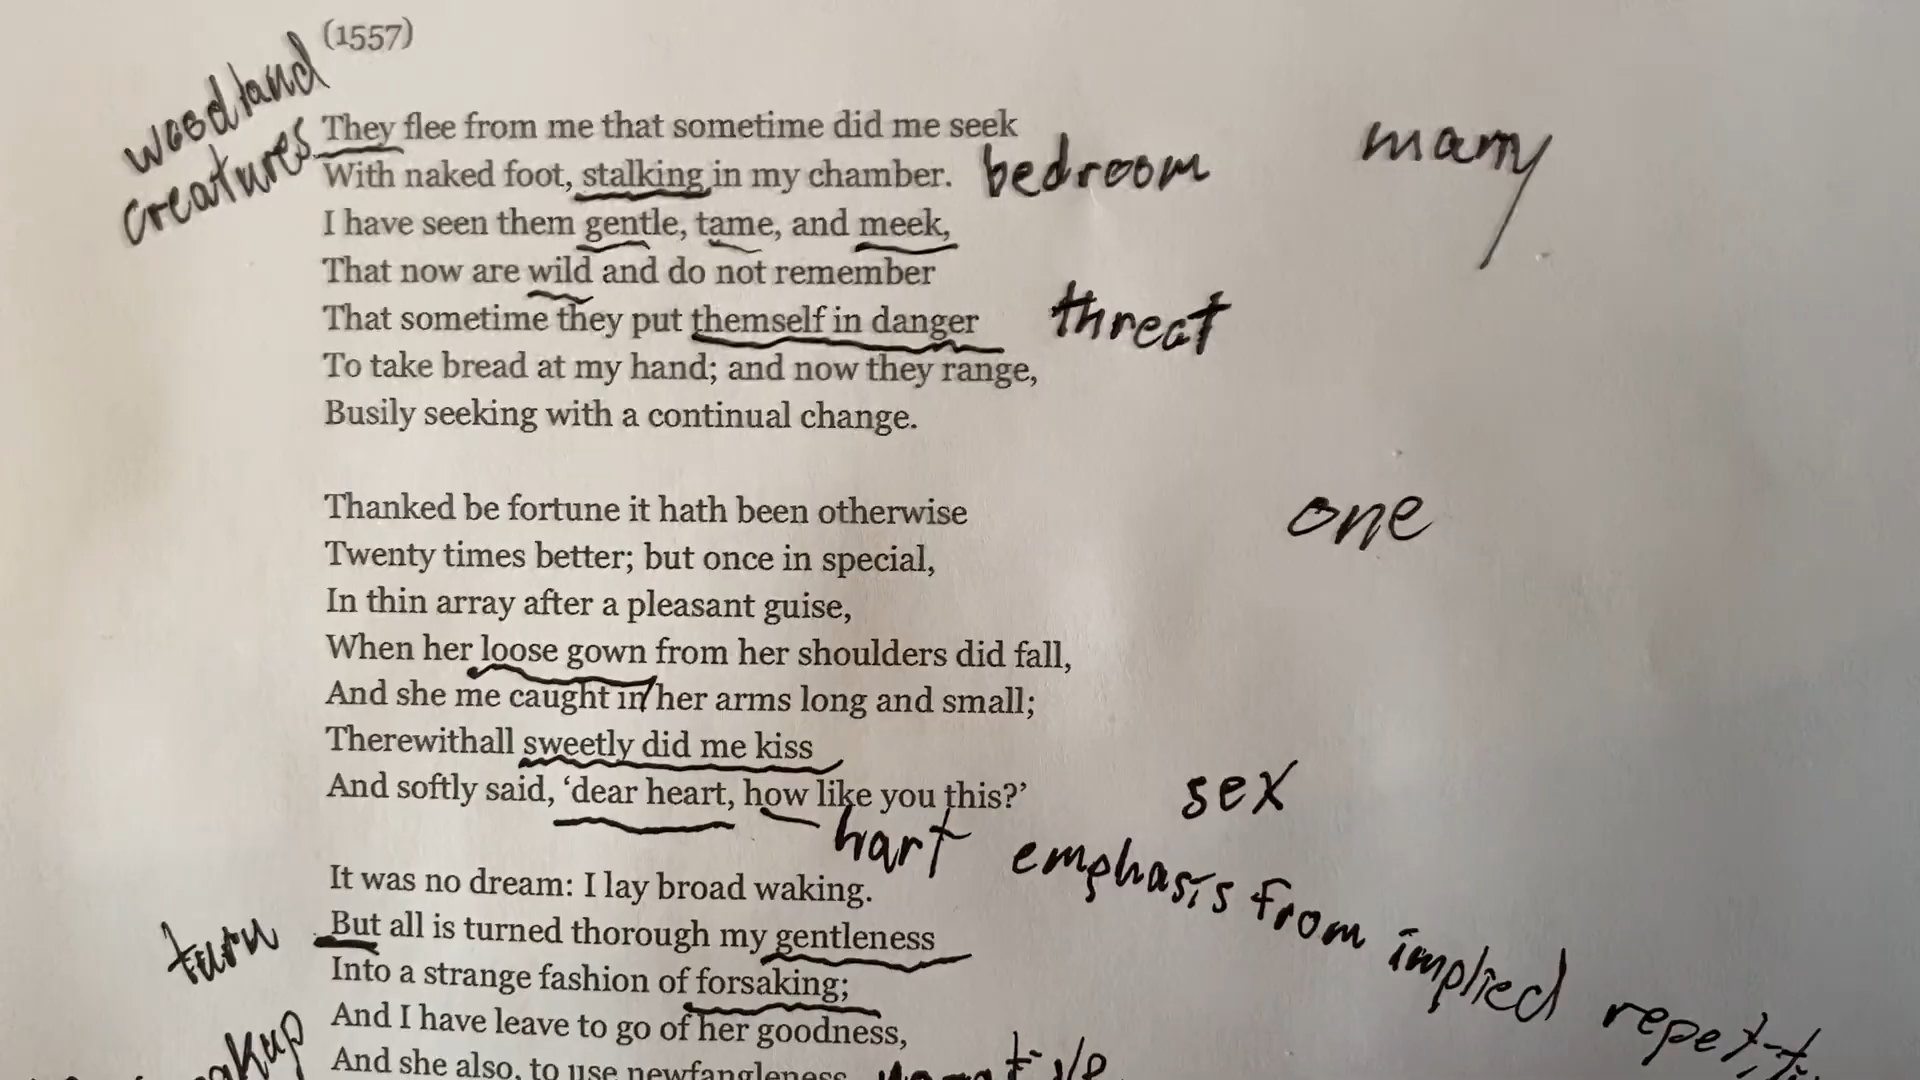 (1557)
woodland
creatures
They flee from me that sometime did me seek
many
With naked foot, stalking in my chamber.
bedroom
I have seen them gentle, tame, and meek,
That now are wild and do not remember
That sometime they put themself in danger
threat
To take bread at my hand; and now they range,
Busily seeking with a continual change.
Thanked be fortune it hath been otherwise
one
Twenty times better; but once in special,
In thin array after a pleasant guise,
When her loose gown from her shoulders did fall,
And she me caught in her arms long and small;
Therewithall sweetly did me kiss
And softly said, ‘dear heart, how like you this?’
sex
hart
emphasis from implied
It was no dream: I lay broad waking.
turn
But all is turned thorough my gentleness
Into a strange fashion of forsaking;
And I have leave to go of her goodness,
And she also, to use newfangleness